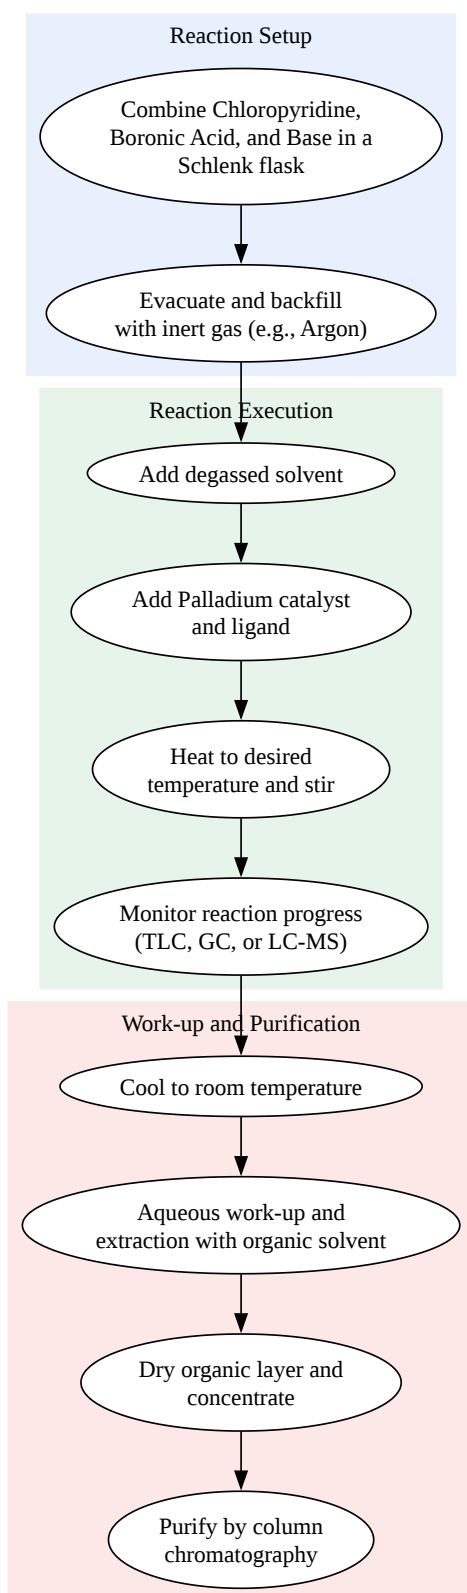 Reaction Setup
Combine Chloropyridine,
Boronic Acid, and Base in a
Schlenk flask
Evacuate and backfill
with inert gas (e.g., Argon)
Reaction Execution
Add degassed solvent
Add Palladium catalyst
and ligand
Heat to desired
temperature and stir
Monitor reaction progress
(TLC, GC, or LC-MS)
Work-up and Purification
Cool to room temperature
Aqueous work-up and
extraction with organic solvent
Dry organic layer and
concentrate
Purify by column
chromatography